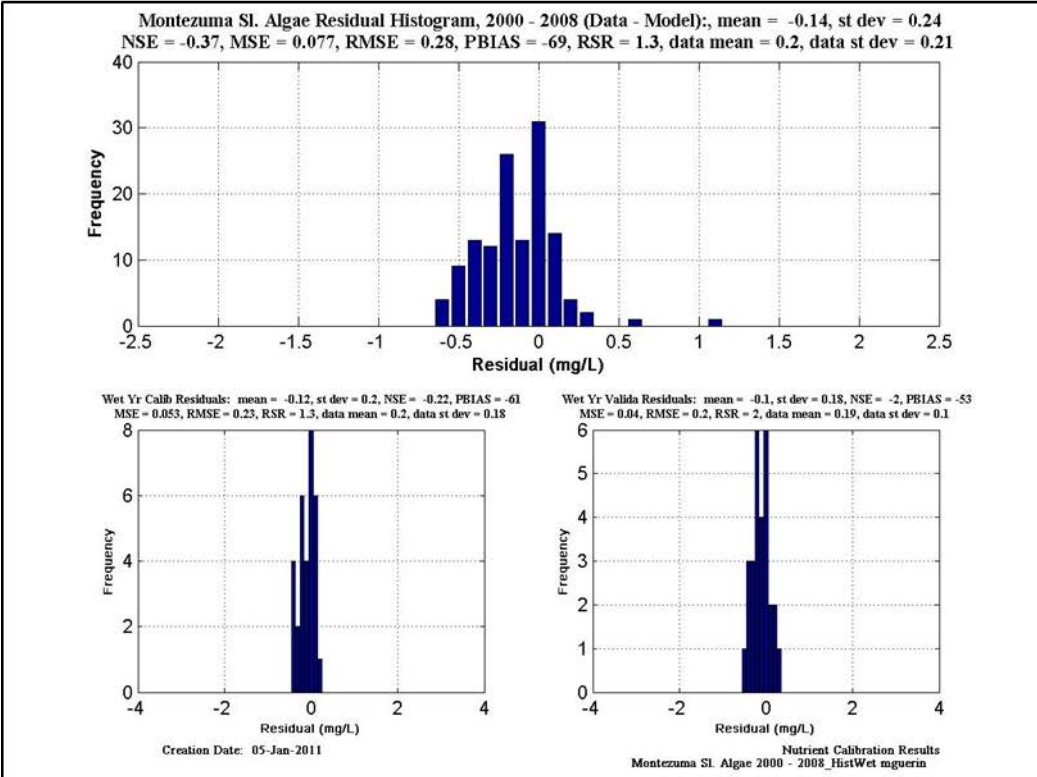 Montezuma Sl. Algae Residual Histogram, 2000 - 2008 (Data - Model):, mean = -0.14, st dev = 0.24
NSE = -0.37, MSE = 0.077, RMSE = 0.28, PBIAS = -69, RSR = 1.3, data mean = 0.2, data st dev = 0.21
40
30
20
10
0
Frequency
-2.5 -2 -1.5 -1 -0.5 0 0.5 1 1.5 2 2.5
Residual (mg/L)
Wet Yr Calib Residuals: mean = -0.12, st dev = 0.2, NSE = -0.22, PBIAS = -61
MSE = 0.053, RMSE = 0.23, RSR = 1.3, data mean = 0.2, data st dev = 0.18
8
6
4
2
0
Frequency
-4 -2 0 2 4
Residual (mg/L)
Creation Date: 05-Jan-2011
Wet Yr Valida Residuals: mean = -0.1, st dev = 0.18, NSE = -2, PBIAS = -53
MSE = 0.04, RMSE = 0.2, RSR = 2, data mean = 0.19, data st dev = 0.1
6
5
4
3
2
1
0
Frequency
-4 -2 0 2 4
Residual (mg/L)
Nutrient Calibration Results
Montezuma Sl. Algae 2000 - 2008_HistWet mguerin